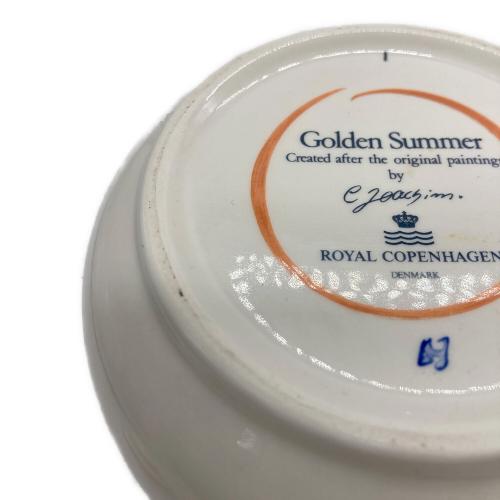 Golden Summer
Created after the original paintings
by
C Joachim.
ROYAL COPENHAGEN
DENMARK